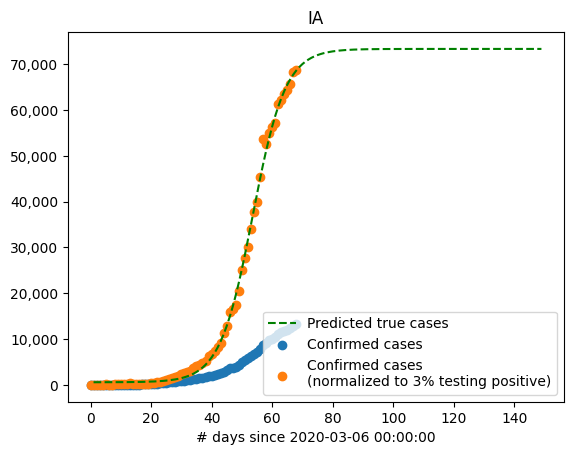 IA
70,000
60,000
50,000
40,000
30,000
20,000
10,000
0
Predicted true cases
Confirmed cases
Confirmed cases
(normalized to 3% testing positive)
0 20 40 60 80 100 120 140
# days since 2020-03-06 00:00:00